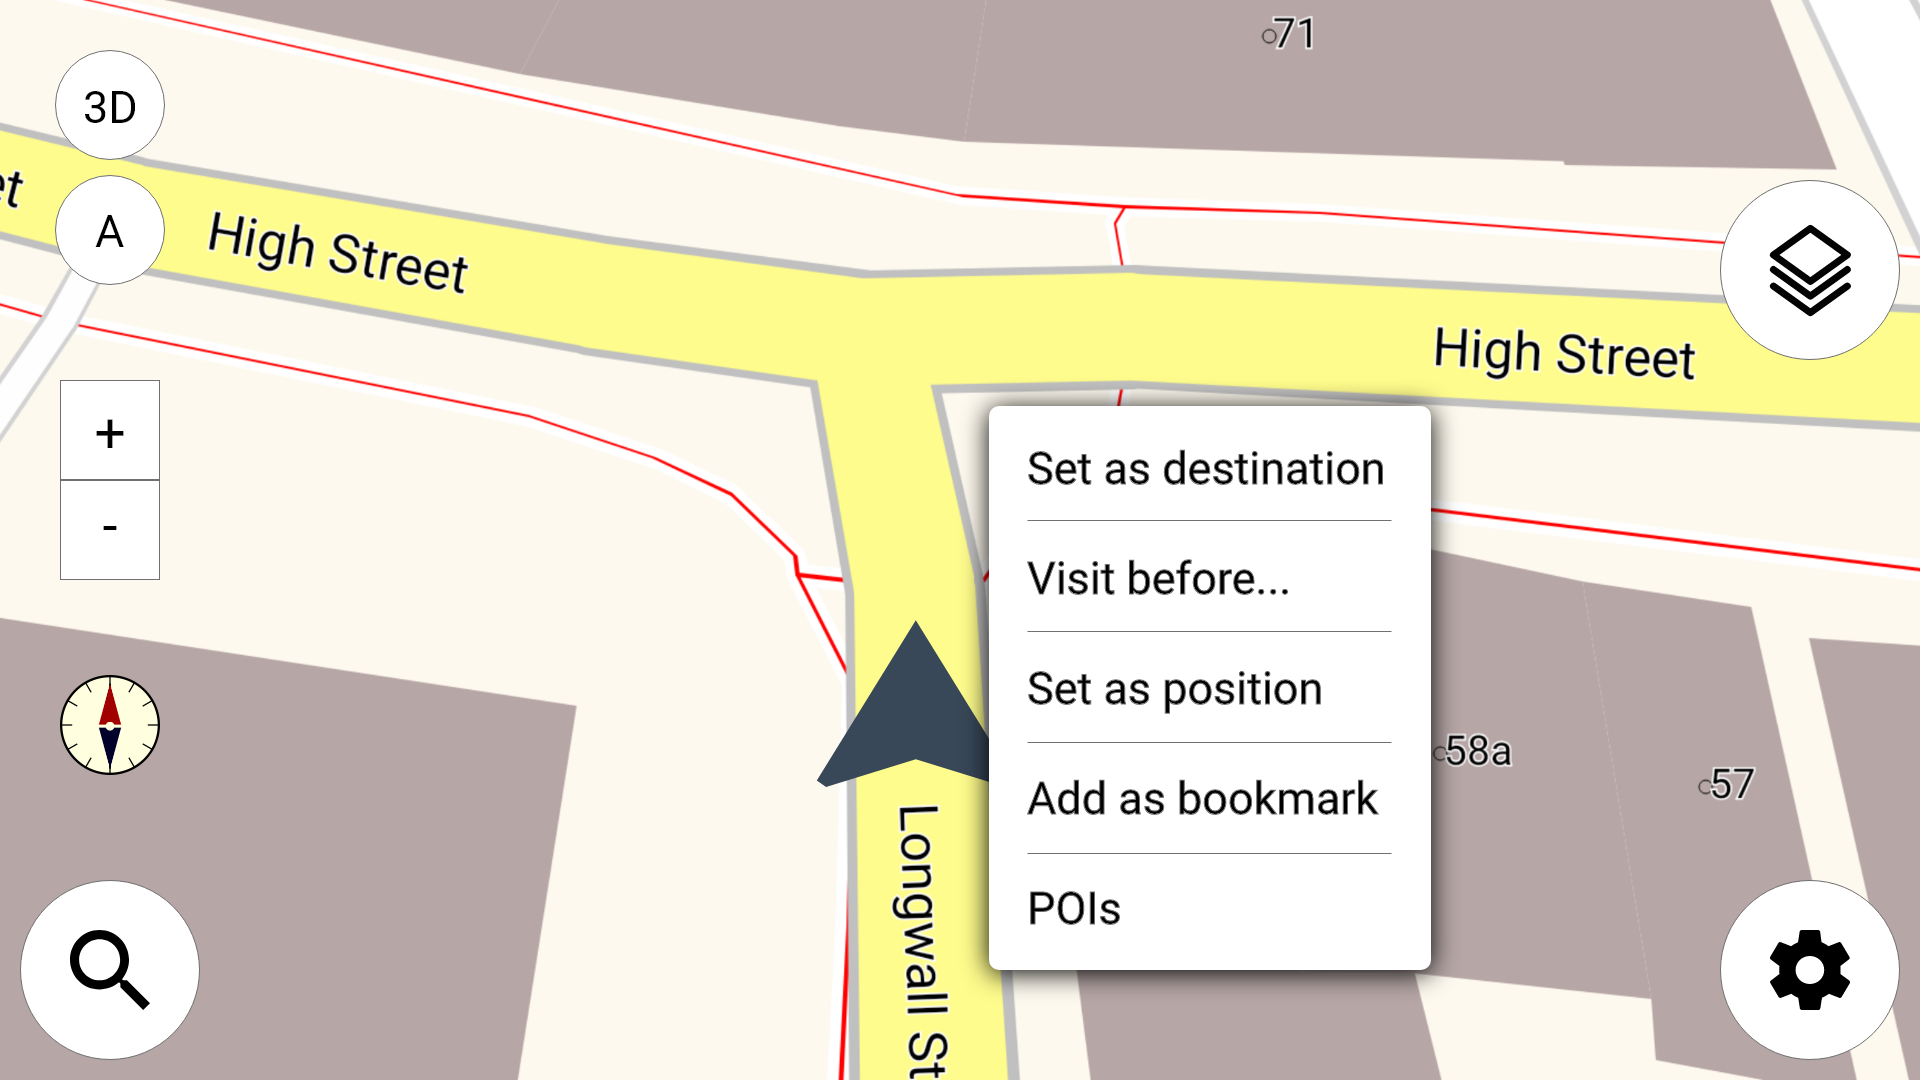 71
3D
et
A
High Street
High Street
+
-
Set as destination
Visit before...
Set as position
Add as bookmark
POIs
58a
57
Longwall St